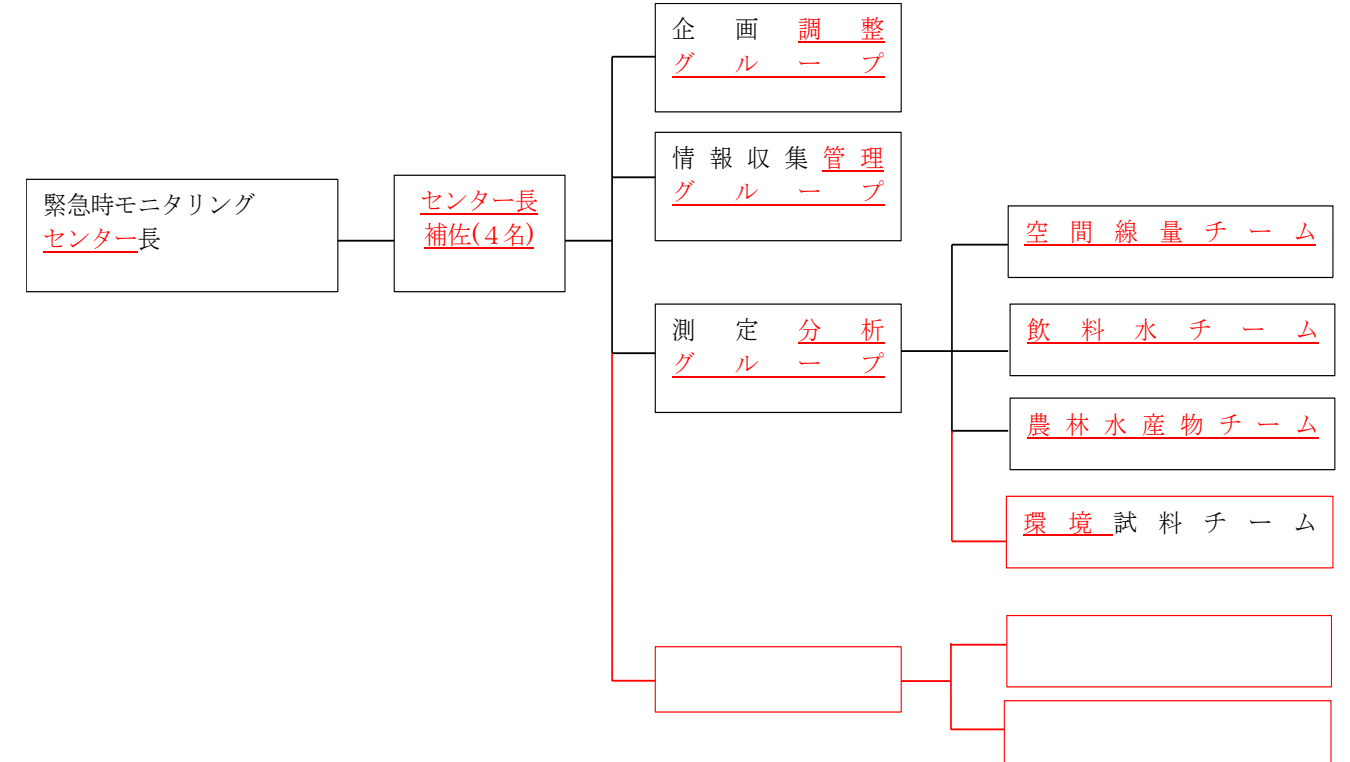 緊急時モニタリング
センター長
センター長
補佐(4名)
企画調整
グループ
情報収集管理
グループ
測定分析
グループ
空間線量チーム
飲料水チーム
農林水産物チーム
環境試料チーム